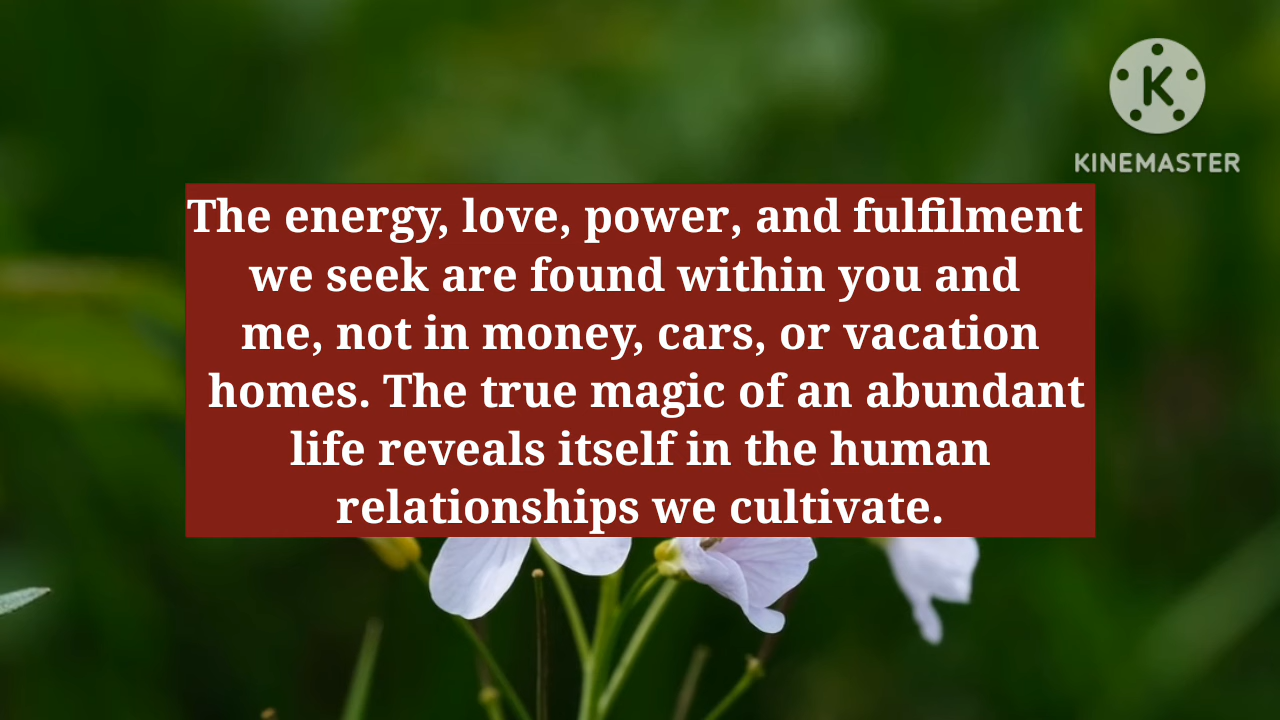 K
KINEMASTER
The energy, love, power, and fulfilment
we seek are found within you and
me, not in money, cars, or vacation
homes. The true magic of an abundant
life reveals itself in the human
relationships we cultivate.